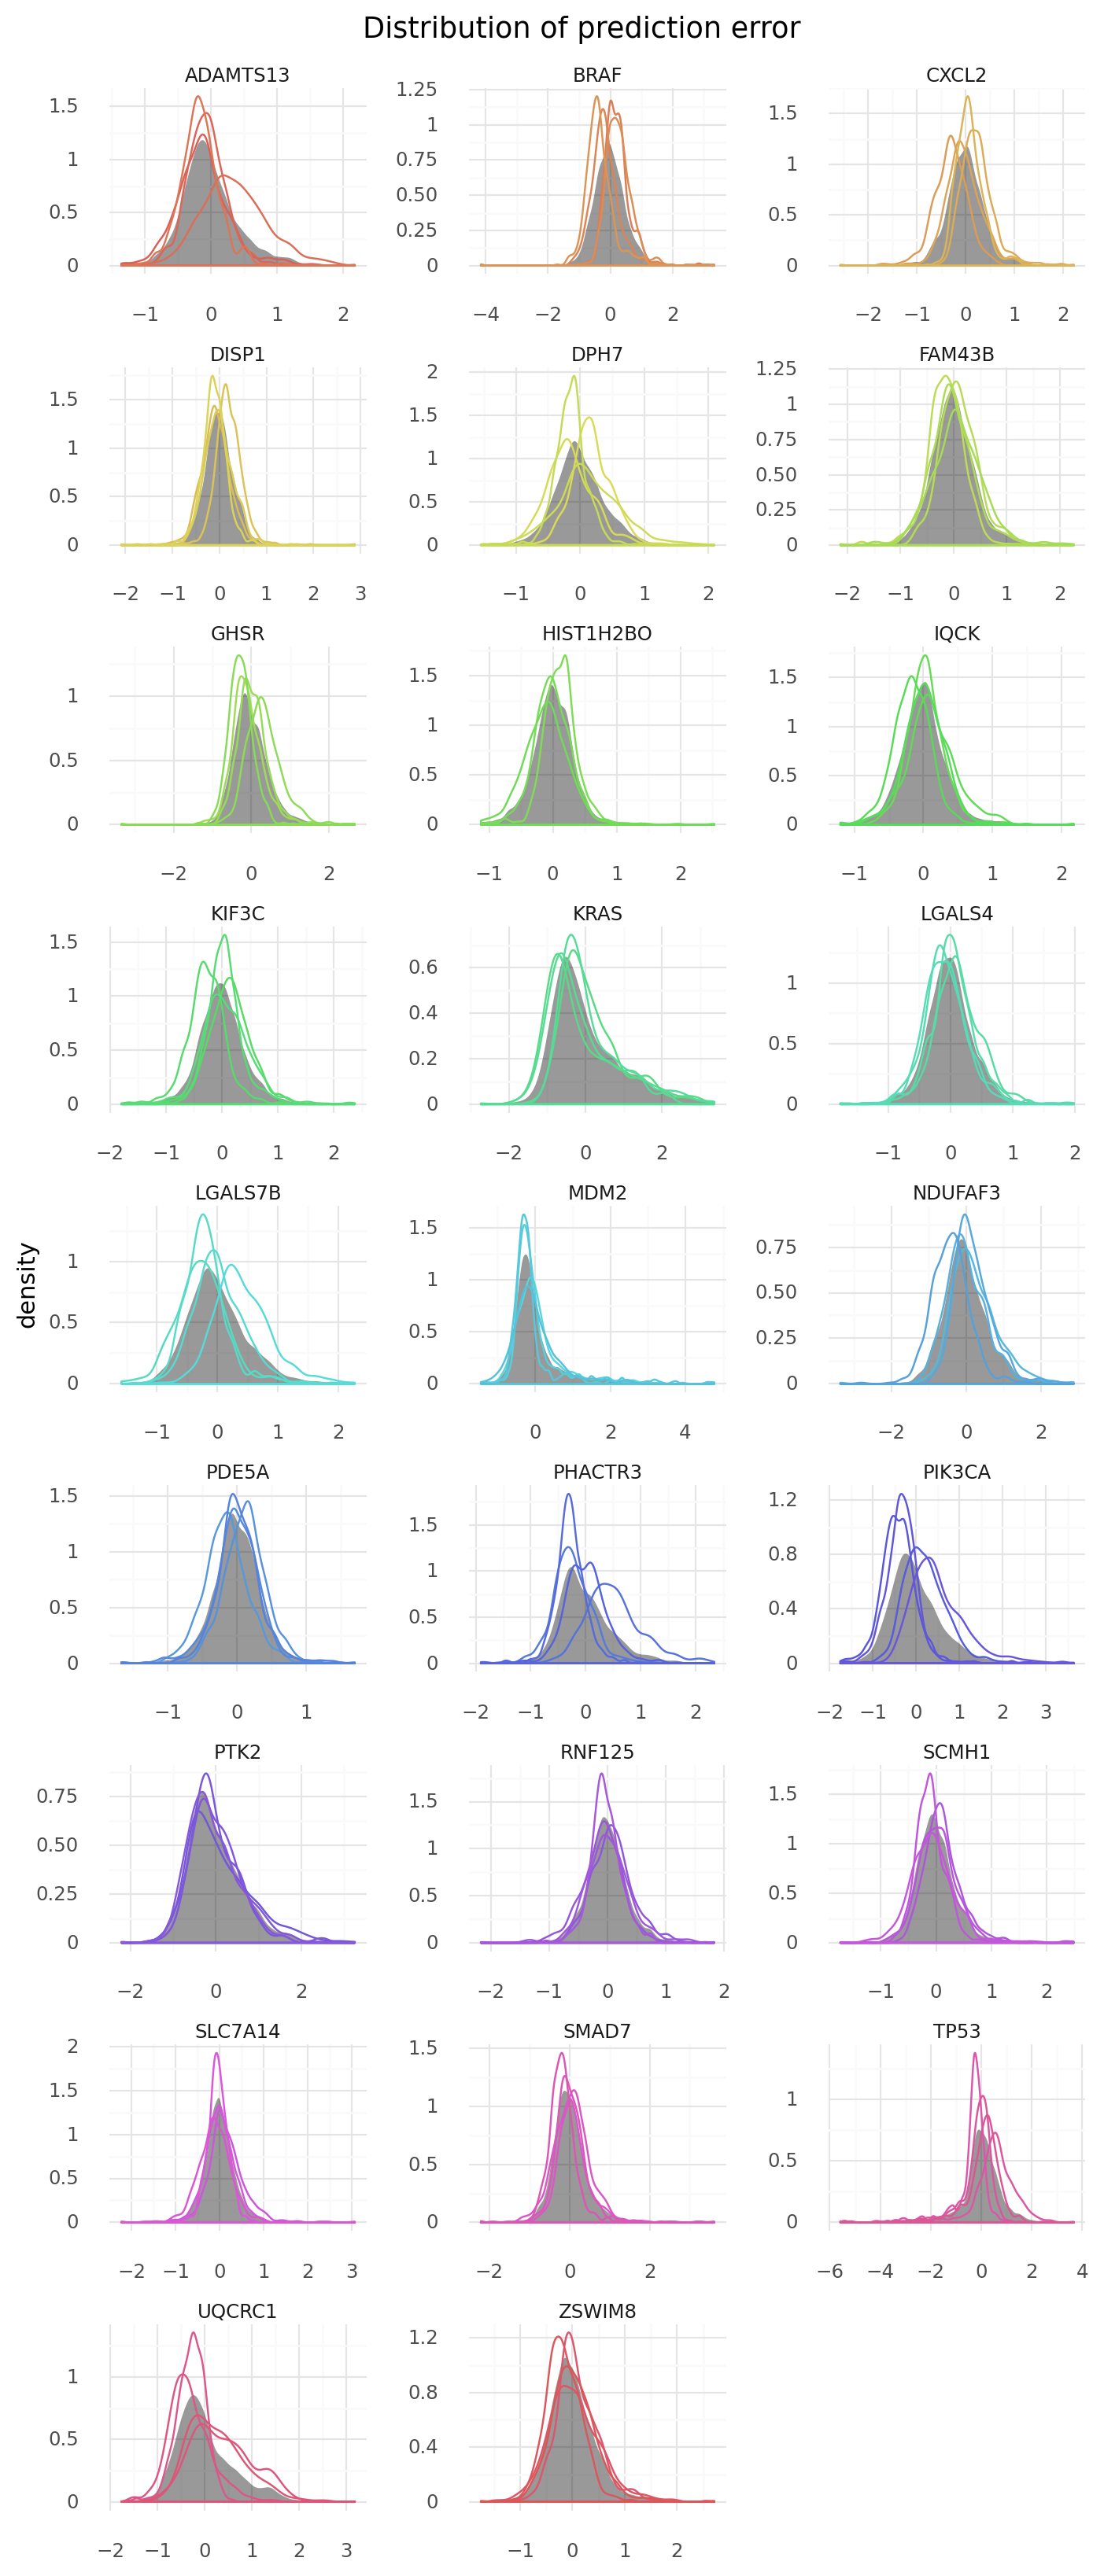 Distribution of prediction error
ADAMTS13 BRAF CXCL2
1.5 1 0.5 0 1.25 1 0.75 0.50 0.25 0 1.5 1 0.5 0
−1 0 1 2 −4 −2 0 2 −2 −1 0 1 2
DISP1 DPH7 FAM43B
1.5 1 0.5 0 2 1.5 1 0.5 0 1.25 1 0.75 0.50 0.25 0
−2 −1 0 1 2 3 −1 0 1 2 −2 −1 0 1 2
GHSR HIST1H2BO IQCK
1 0.5 0 1.5 1 0.5 0 1.5 1 0.5 0
−2 0 2 −1 0 1 2 −1 0 1 2
KIF3C KRAS LGALS4
1.5 1 0.5 0 0.6 0.4 0.2 0 1 0.5 0
−2 −1 0 1 2 −2 0 2 −1 0 1 2
LGALS7B MDM2 NDUFAF3
density
1 0.5 0 1.5 1 0.5 0 0.75 0.50 0.25 0
−1 0 1 2 0 2 4 −2 0 2
PDE5A PHACTR3 PIK3CA
1.5 1 0.5 0 1.5 1 0.5 0 1.2 0.8 0.4 0
−1 0 1 −2 −1 0 1 2 −2 −1 0 1 2 3
PTK2 RNF125 SCMH1
0.75 0.50 0.25 0 1.5 1 0.5 0 1.5 1 0.5 0
−2 0 2 −2 −1 0 1 2 −1 0 1 2
SLC7A14 SMAD7 TP53
2 1.5 1 0.5 0 1.5 1 0.5 0 1 0.5 0
−2 −1 0 1 2 3 −2 0 2 −6 −4 −2 0 2 4
UQCRC1 ZSWIM8
1 0.5 0 1.2 0.8 0.4 0
−2 −1 0 1 2 3 −1 0 1 2